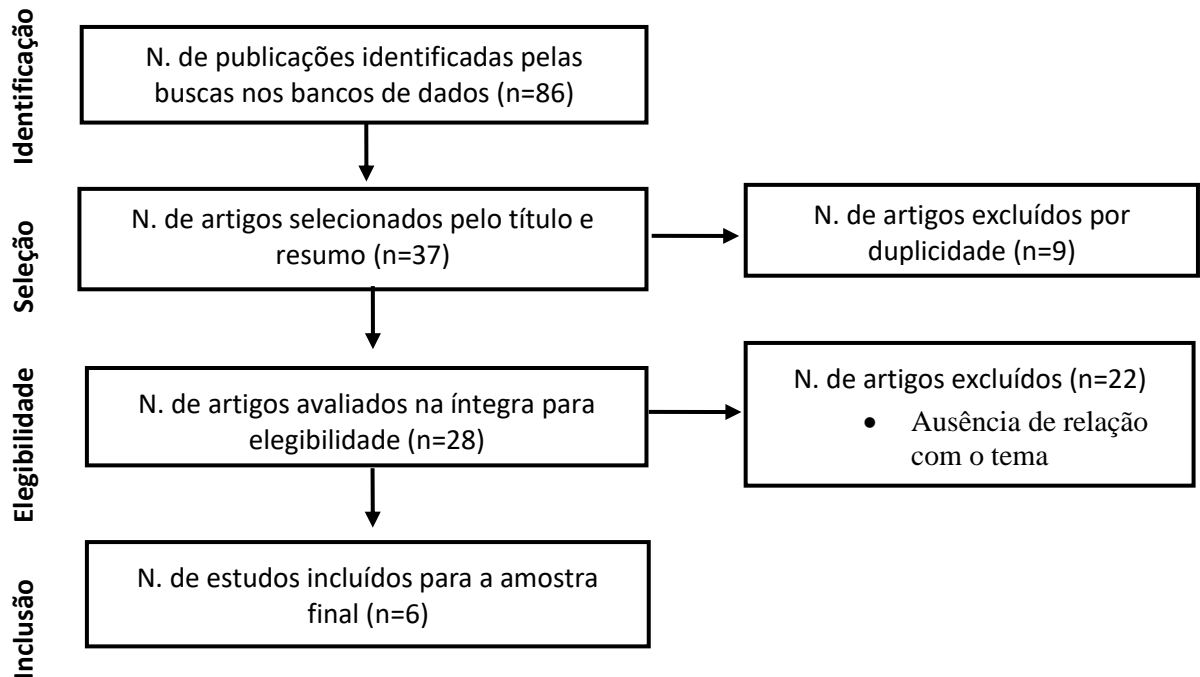 Identificação
N. de publicações identificadas pelas
buscas nos bancos de dados (n=86)
Seleção
N. de artigos selecionados pelo título e
resumo (n=37)
N. de artigos excluídos por
duplicidade (n=9)
Elegibilidade
N. de artigos avaliados na íntegra para
elegibilidade (n=28)
N. de artigos excluídos (n=22)
• Ausência de relação
com o tema
Inclusão
N. de estudos incluídos para a amostra
final (n=6)